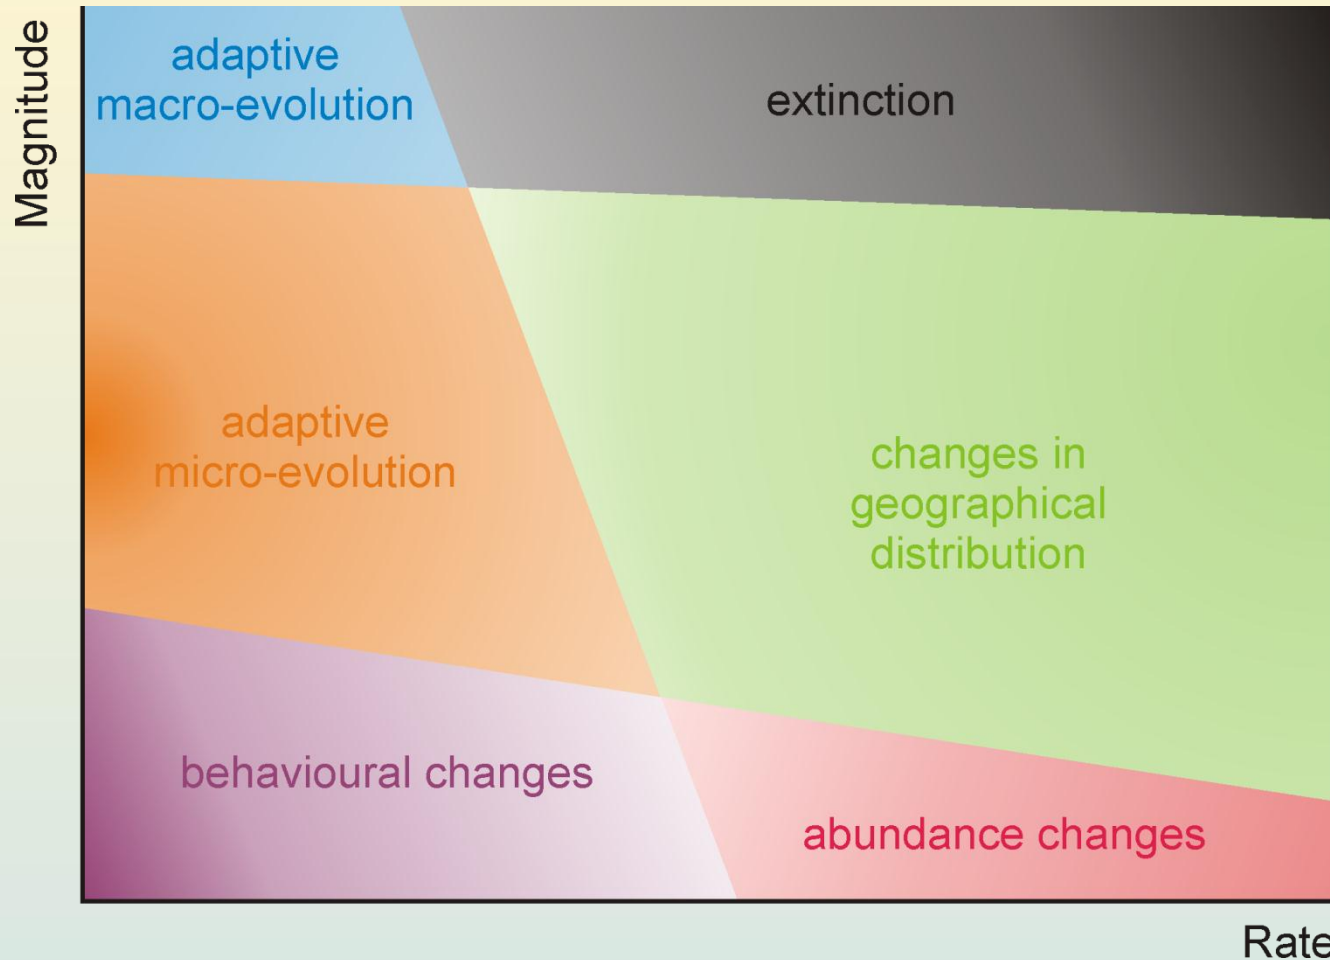 Magnitude
adaptive
macro-evolution
extinction
adaptive
micro-evolution
changes in
geographical
distribution
behavioural changes
abundance changes
Rate